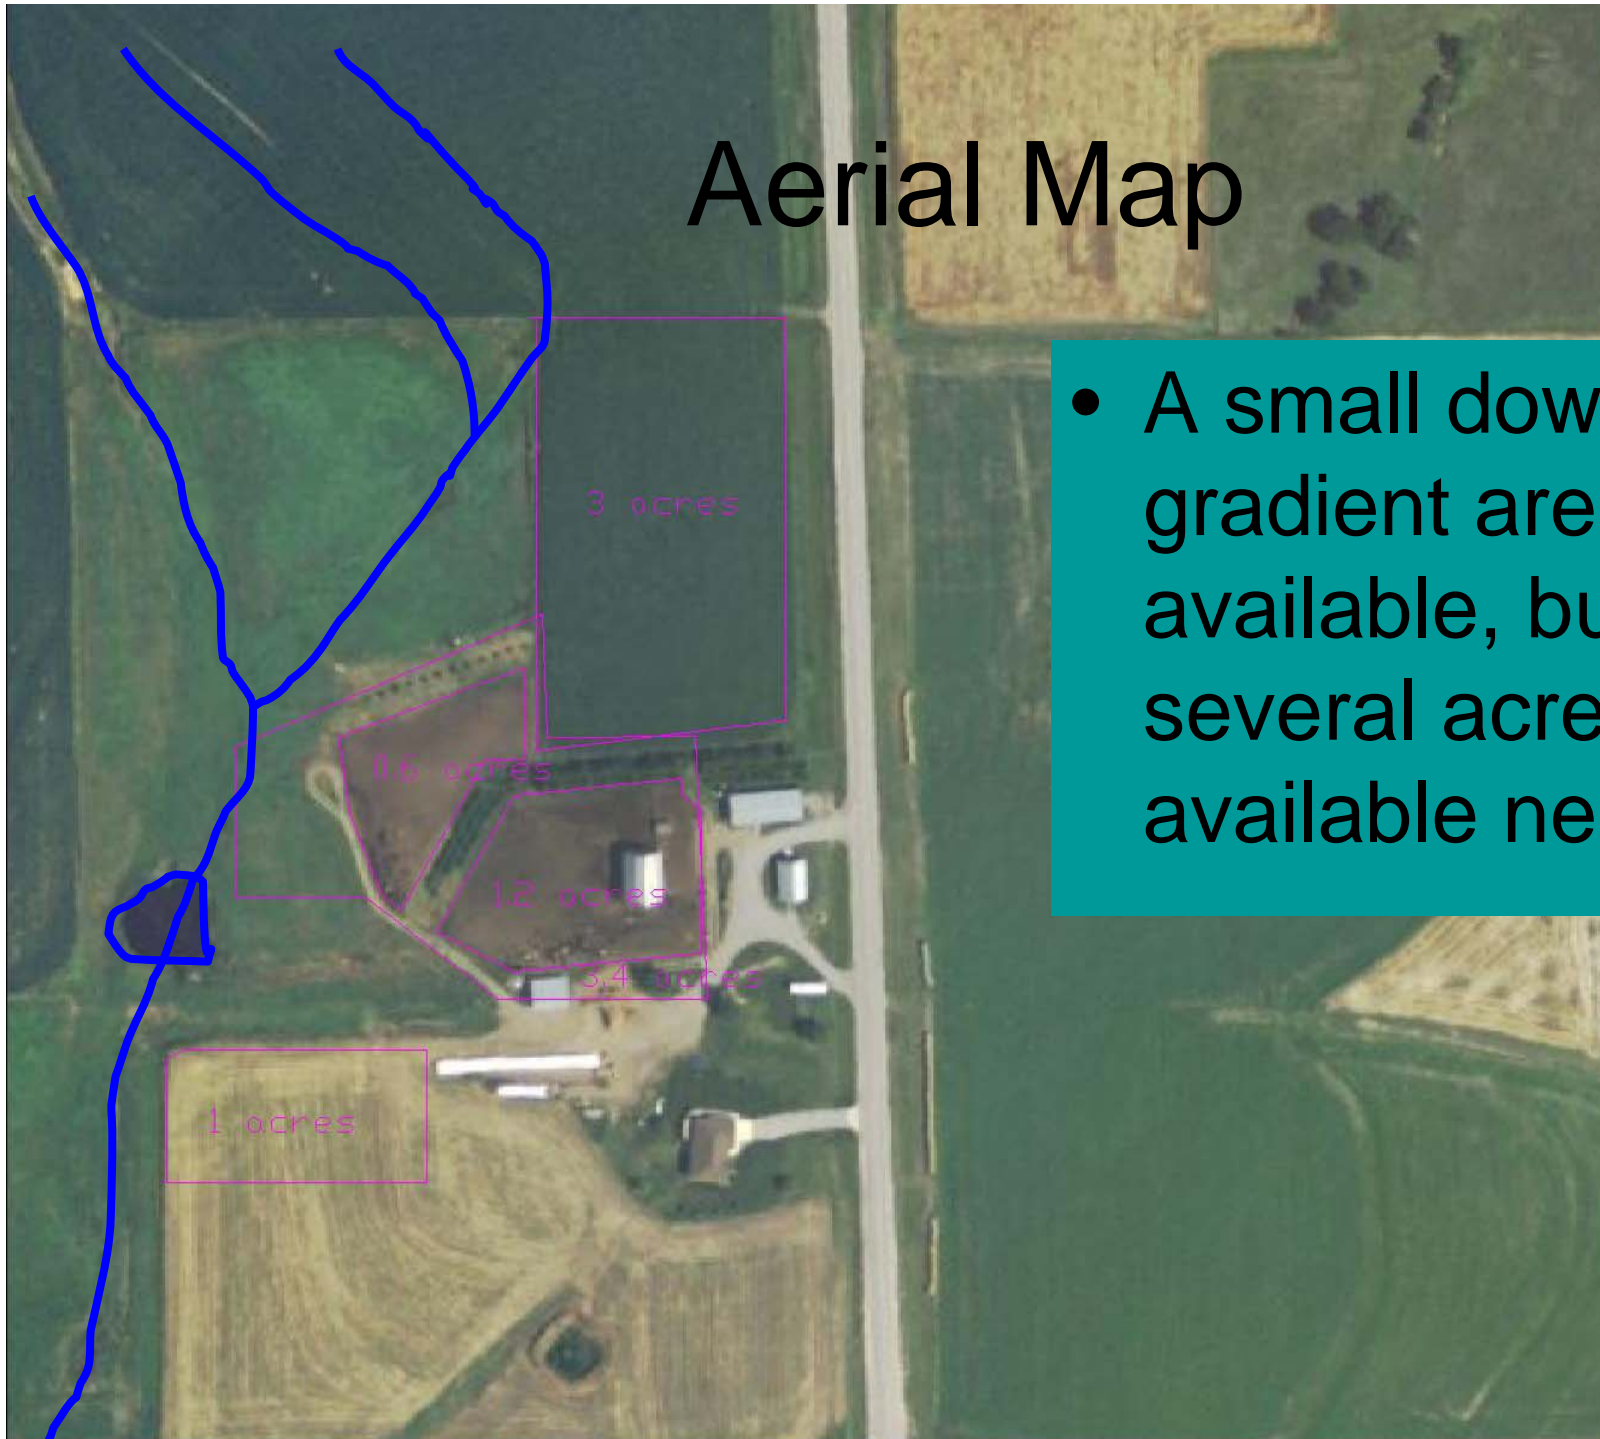 Aerial Map
• A small dow
gradient are
available, bu
several acre
available ne
3 acres
0.6 acres
1.2 acres
3.4 acres
1 acres